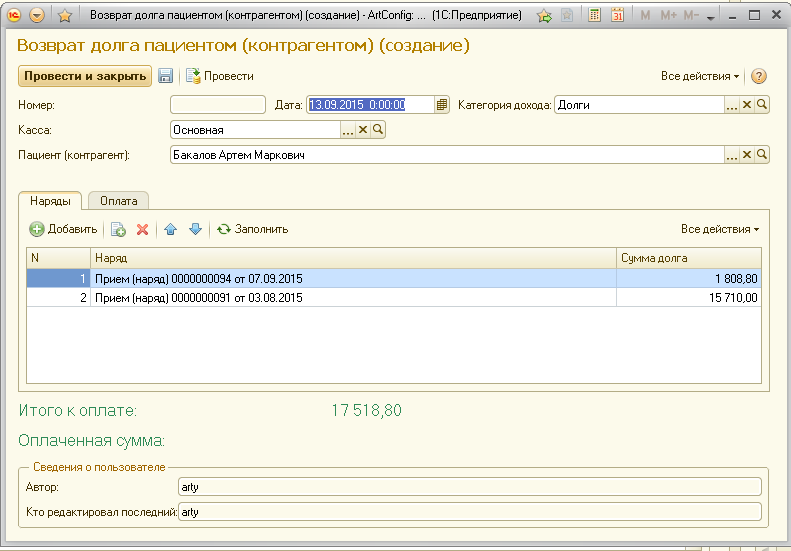 Возврат долга пациентом (контрагентом) (создание) - ArtConfig: ... (1С:Предприятие) M M+ M-
Возврат долга пациентом (контрагентом) (создание)
Провести и закрыть Провести Все действия
Номер: Дата: 13.09.2015 0:00:00 Категория дохода: Долги
Касса: Основная
Пациент (контрагент): Бакалов Артем Маркович
Наряды Оплата
Добавить Заполнить Все действия
N Наряд Сумма долга
1 Прием (наряд) 0000000094 от 07.09.2015 1 808,80
2 Прием (наряд) 0000000091 от 03.08.2015 15 710,00
Итого к оплате: 17 518,80
Оплаченная сумма:
Сведения о пользователе
Автор: arty
Кто редактировал последний: arty